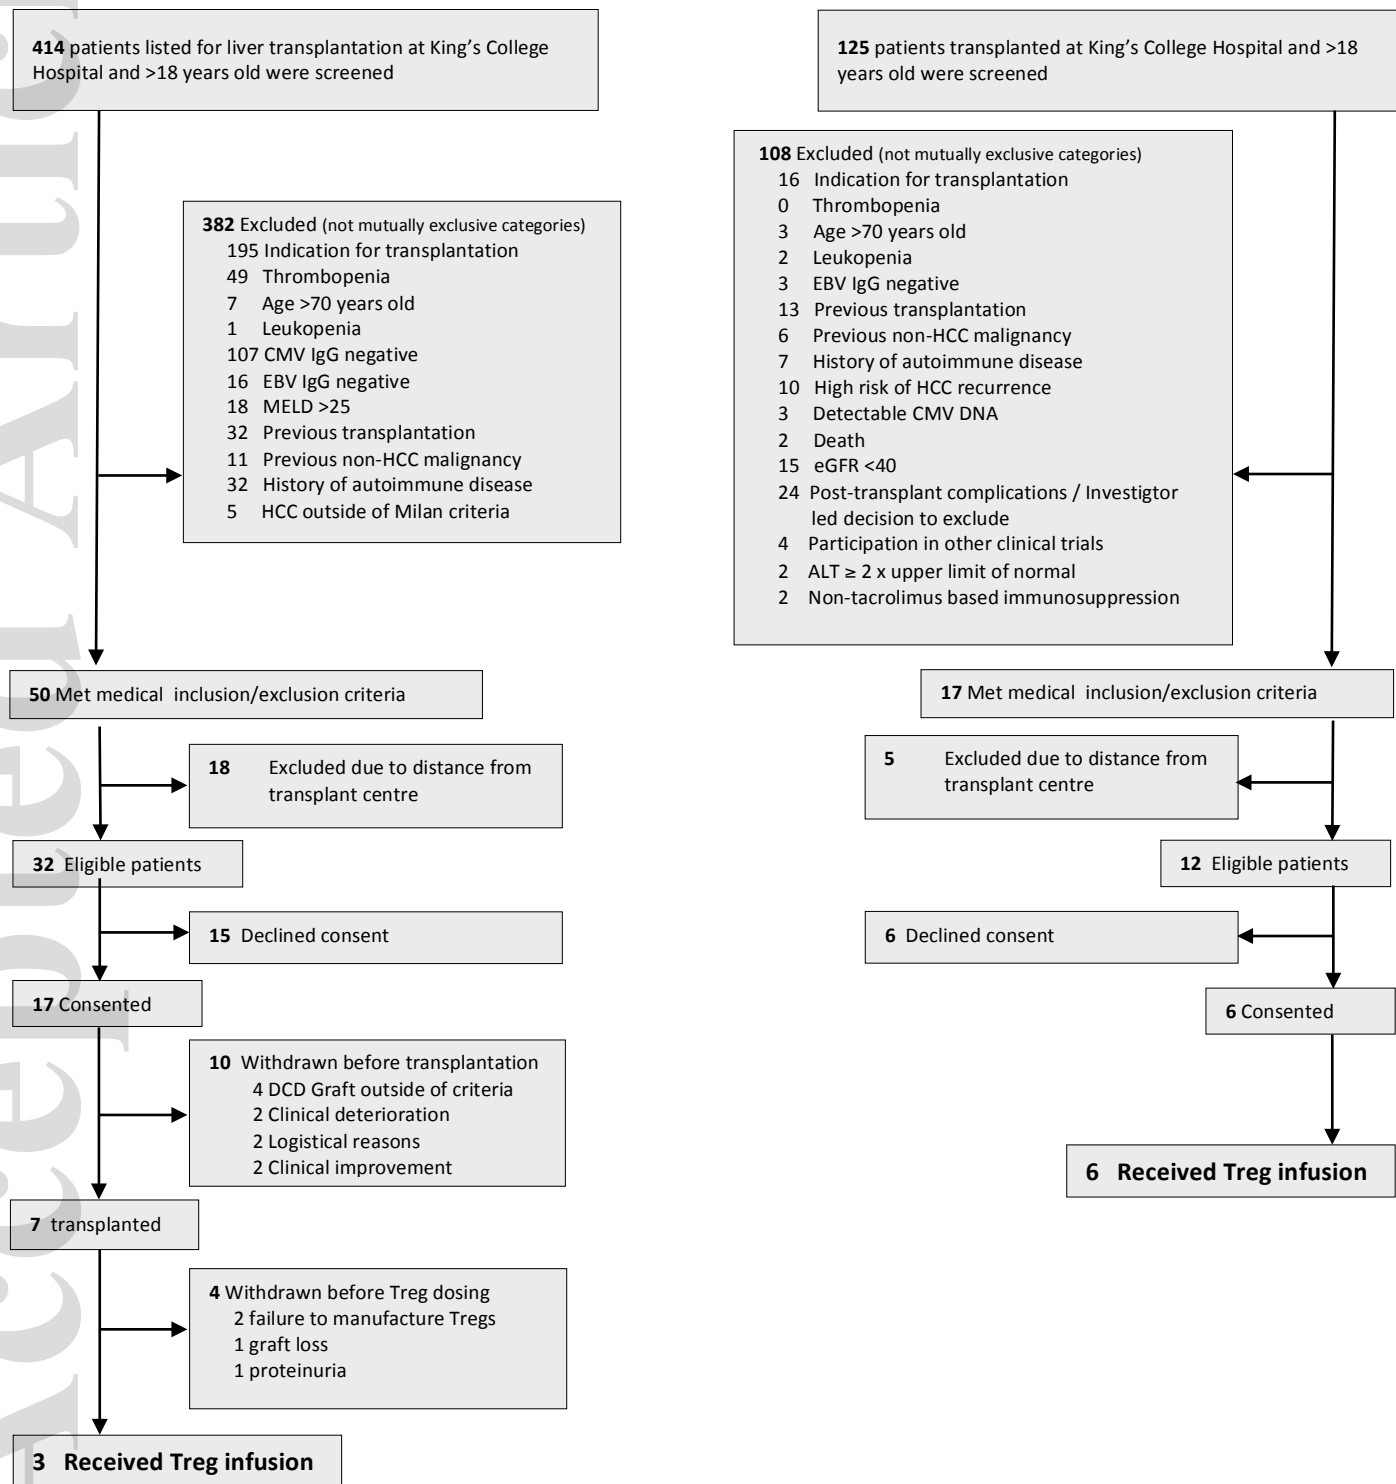 Accepted Article
414 patients listed for liver transplantation at King's College
Hospital and >18 years old were screened
382 Excluded (not mutually exclusive categories)
195 Indication for transplantation
49 Thrombopenia
7 Age >70 years old
1 Leukopenia
107 CMV IgG negative
16 EBV IgG negative
18 MELD >25
32 Previous transplantation
11 Previous non-HCC malignancy
32 History of autoimmune disease
5 HCC outside of Milan criteria
50 Met medical inclusion/exclusion criteria
18 Excluded due to distance from
transplant centre
32 Eligible patients
15 Declined consent
17 Consented
10 Withdrawn before transplantation
4 DCD Graft outside of criteria
2 Clinical deterioration
2 Logistical reasons
2 Clinical improvement
7 transplanted
4 Withdrawn before Treg dosing
2 failure to manufacture Tregs
1 graft loss
1 proteinuria
3 Received Treg infusion
125 patients transplanted at King's College Hospital and >18
years old were screened
108 Excluded (not mutually exclusive categories)
16 Indication for transplantation
0 Thrombopenia
3 Age >70 years old
2 Leukopenia
3 EBV IgG negative
13 Previous transplantation
6 Previous non-HCC malignancy
7 History of autoimmune disease
10 High risk of HCC recurrence
3 Detectable CMV DNA
2 Death
15 eGFR <40
24 Post-transplant complications / Investigtor
led decision to exclude
4 Participation in other clinical trials
2 ALT ≥ 2 x upper limit of normal
2 Non-tacrolimus based immunosuppression
17 Met medical inclusion/exclusion criteria
5 Excluded due to distance from
transplant centre
12 Eligible patients
6 Declined consent
6 Consented
6 Received Treg infusion